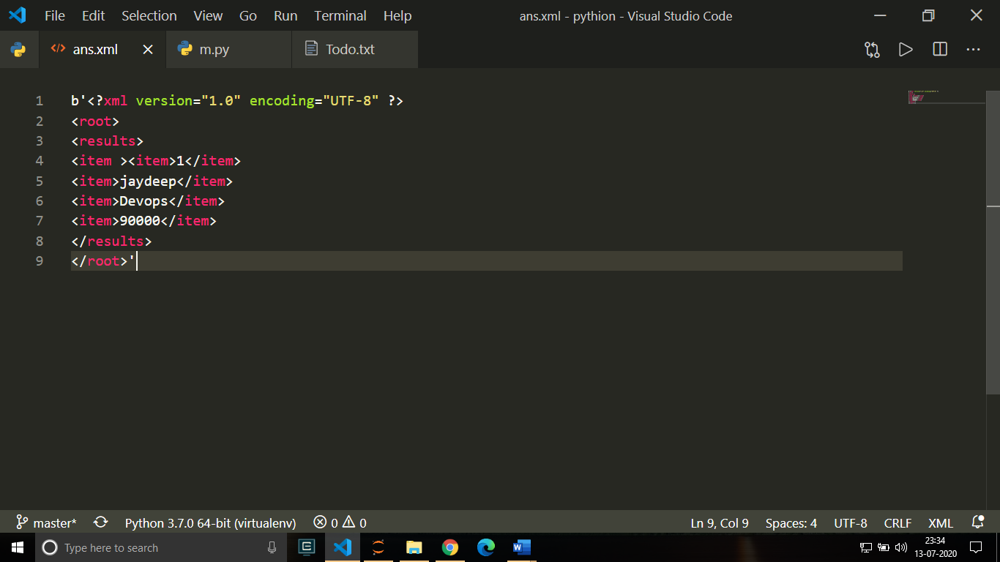 File Edit Selection View Go Run Terminal Help ans.xml - pythion - Visual Studio Code
ans.xml m.py Todo.txt
1 b'<?xml version="1.0" encoding="UTF-8" ?>
2 <root>
3 <results>
4 <item ><item>1</item>
5 <item>jaydeep</item>
6 <item>Devops</item>
7 <item>90000</item>
8 </results>
9 </root>'
master* Python 3.7.0 64-bit (virtualenv) 0 0 Ln 9, Col 9 Spaces: 4 UTF-8 CRLF XML
Type here to search 23:34
13-07-2020